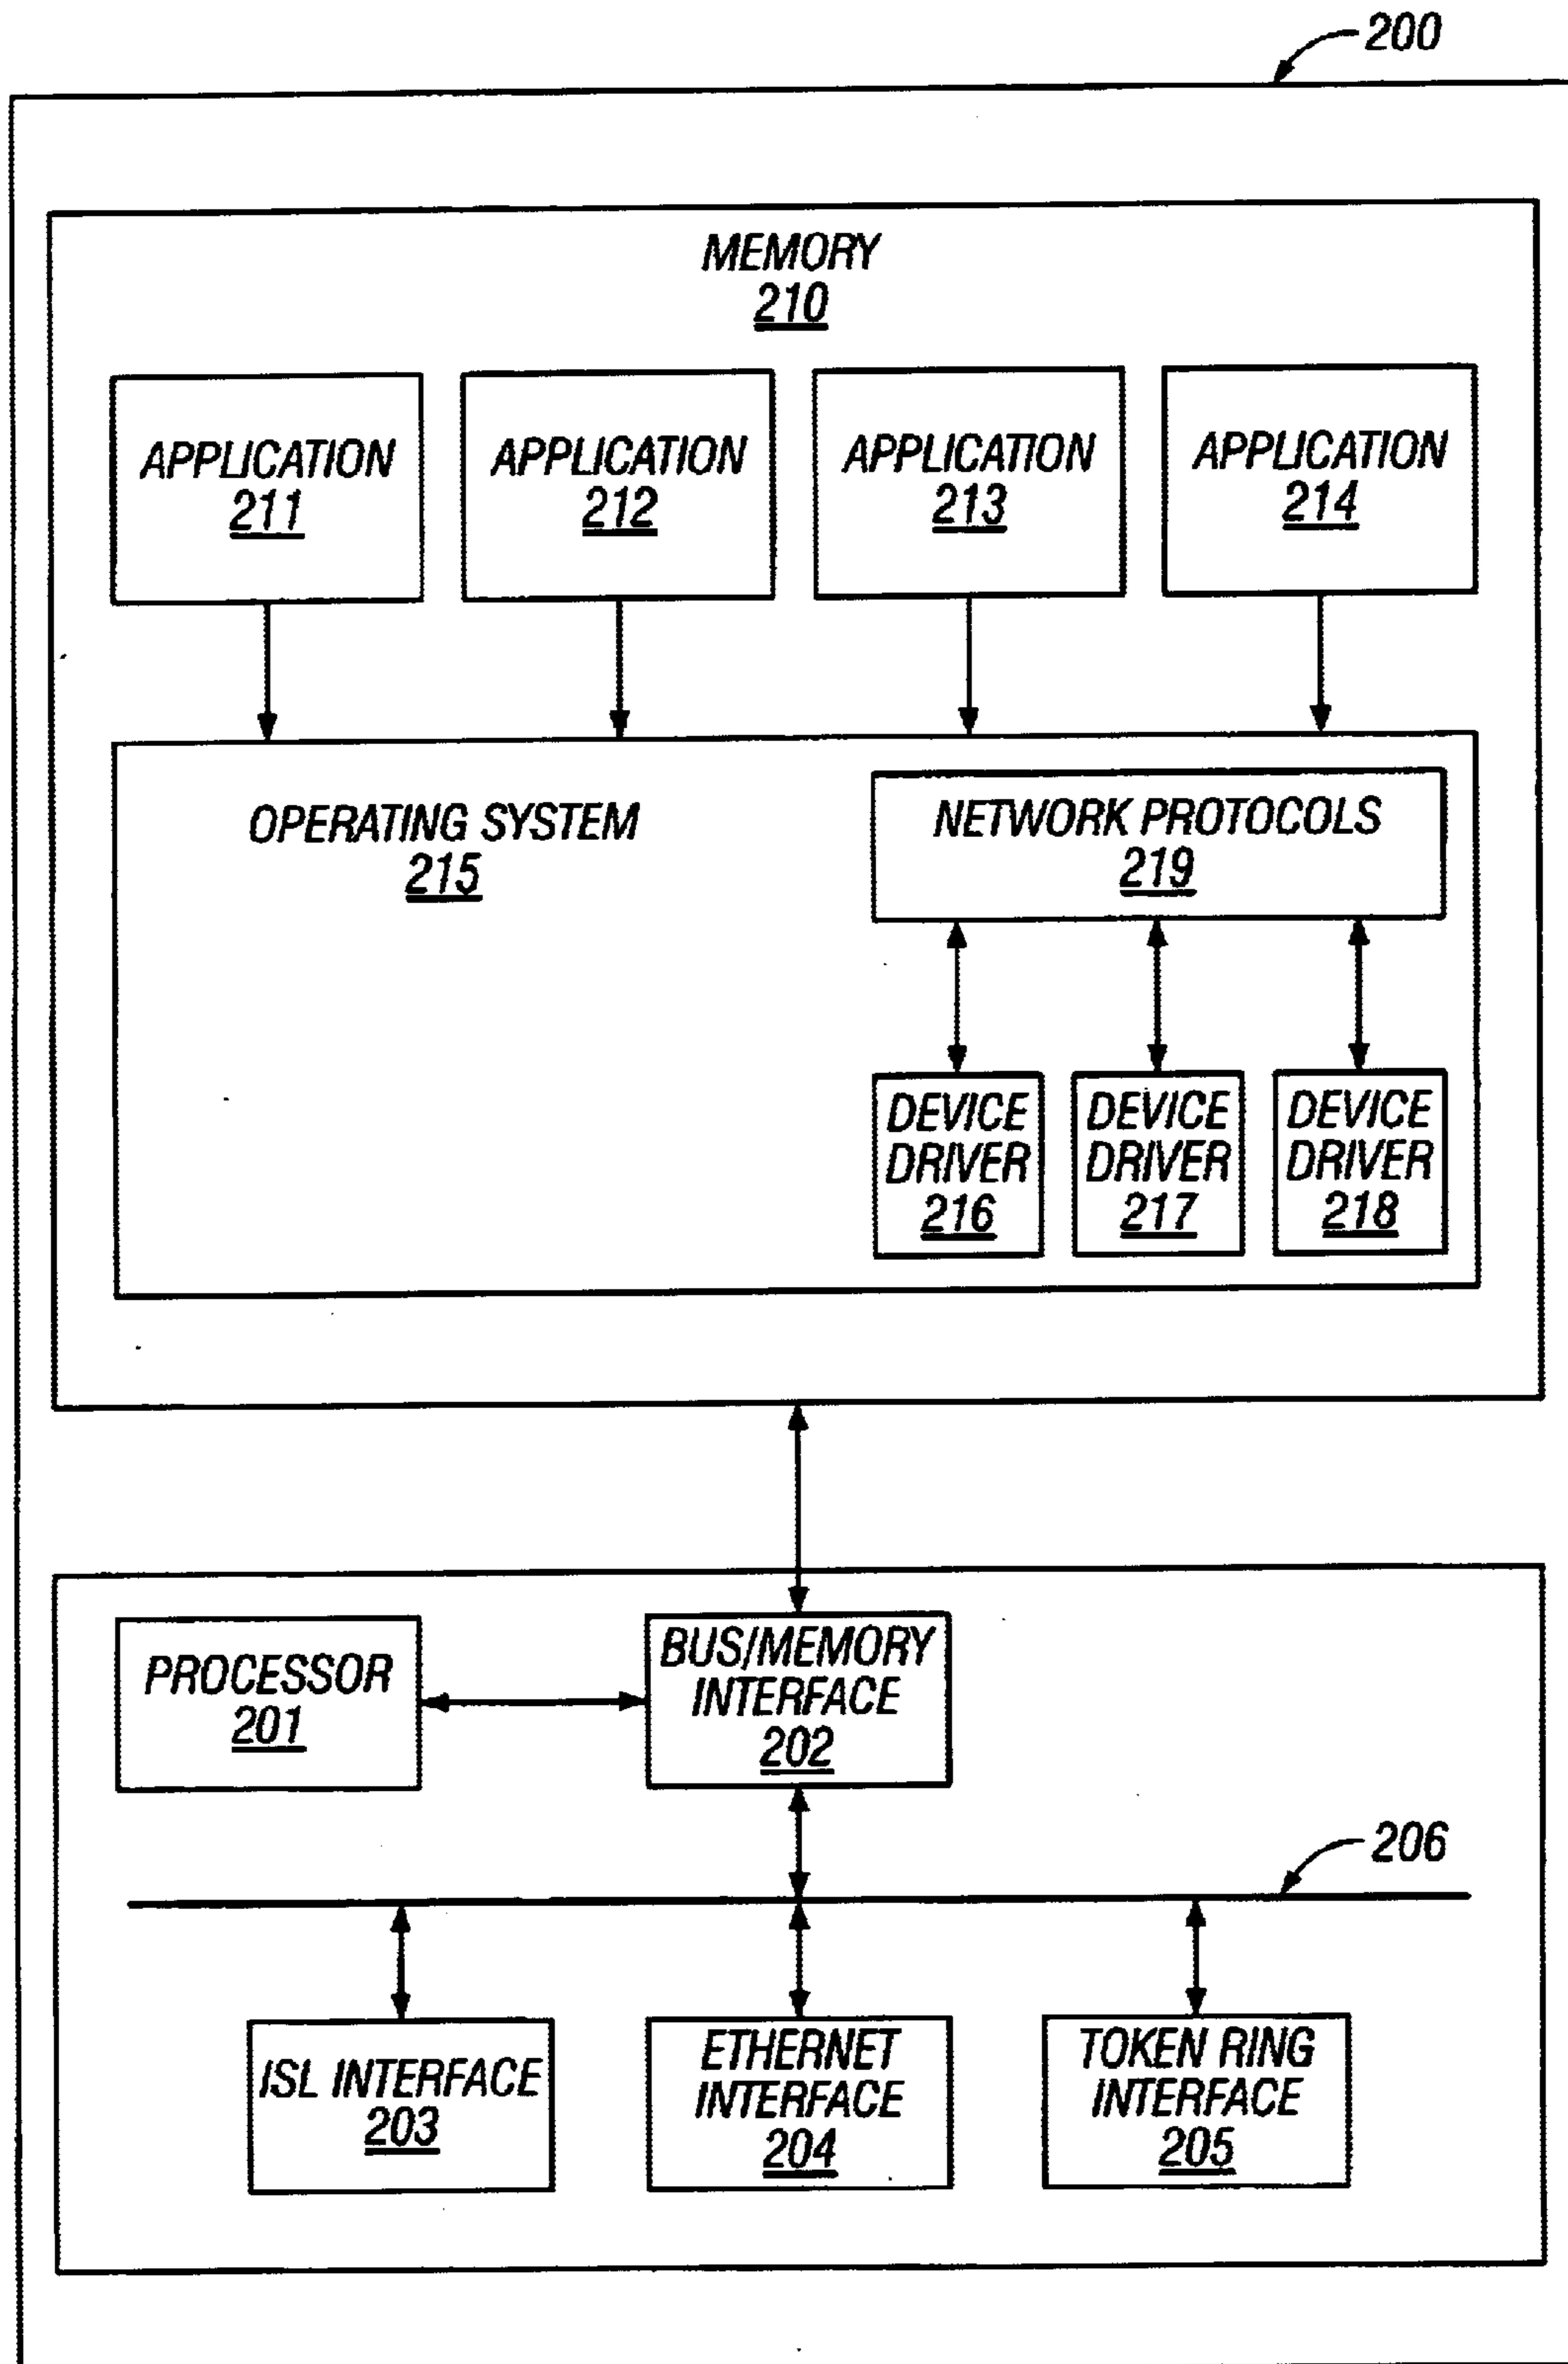 200
MEMORY
210
APPLICATION
211
APPLICATION
212
APPLICATION
213
APPLICATION
214
OPERATING SYSTEM
215
NETWORK PROTOCOLS
219
DEVICE
DRIVER
216
DEVICE
DRIVER
217
DEVICE
DRIVER
218
PROCESSOR
201
BUS/MEMORY
INTERFACE
202
206
ISL INTERFACE
203
ETHERNET
INTERFACE
204
TOKEN RING
INTERFACE
205